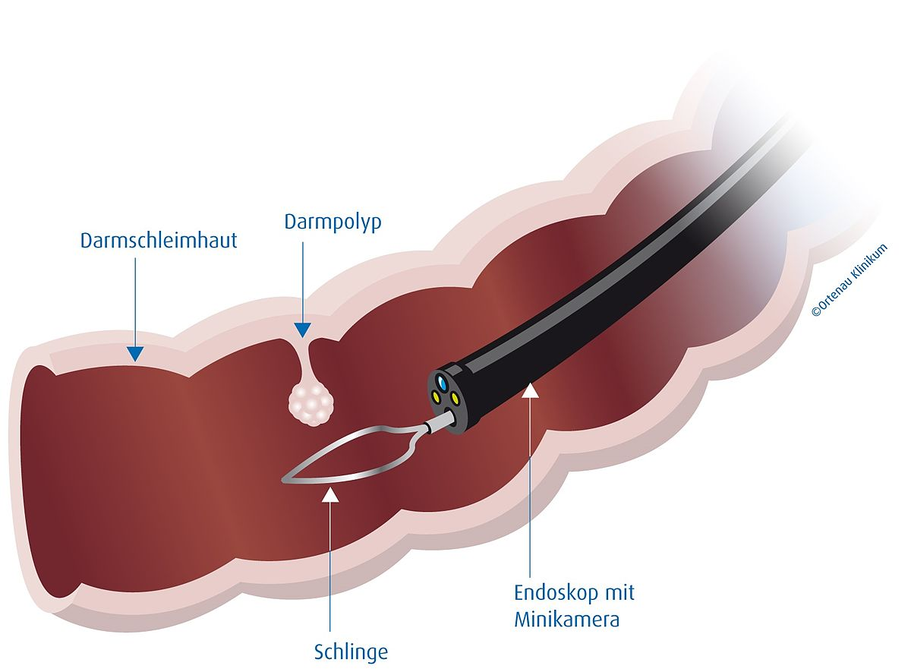 Darmpolyp
Darmschleimhaut
©Ortenau Klinikum
Endoskop mit
Minikamera
Schlinge